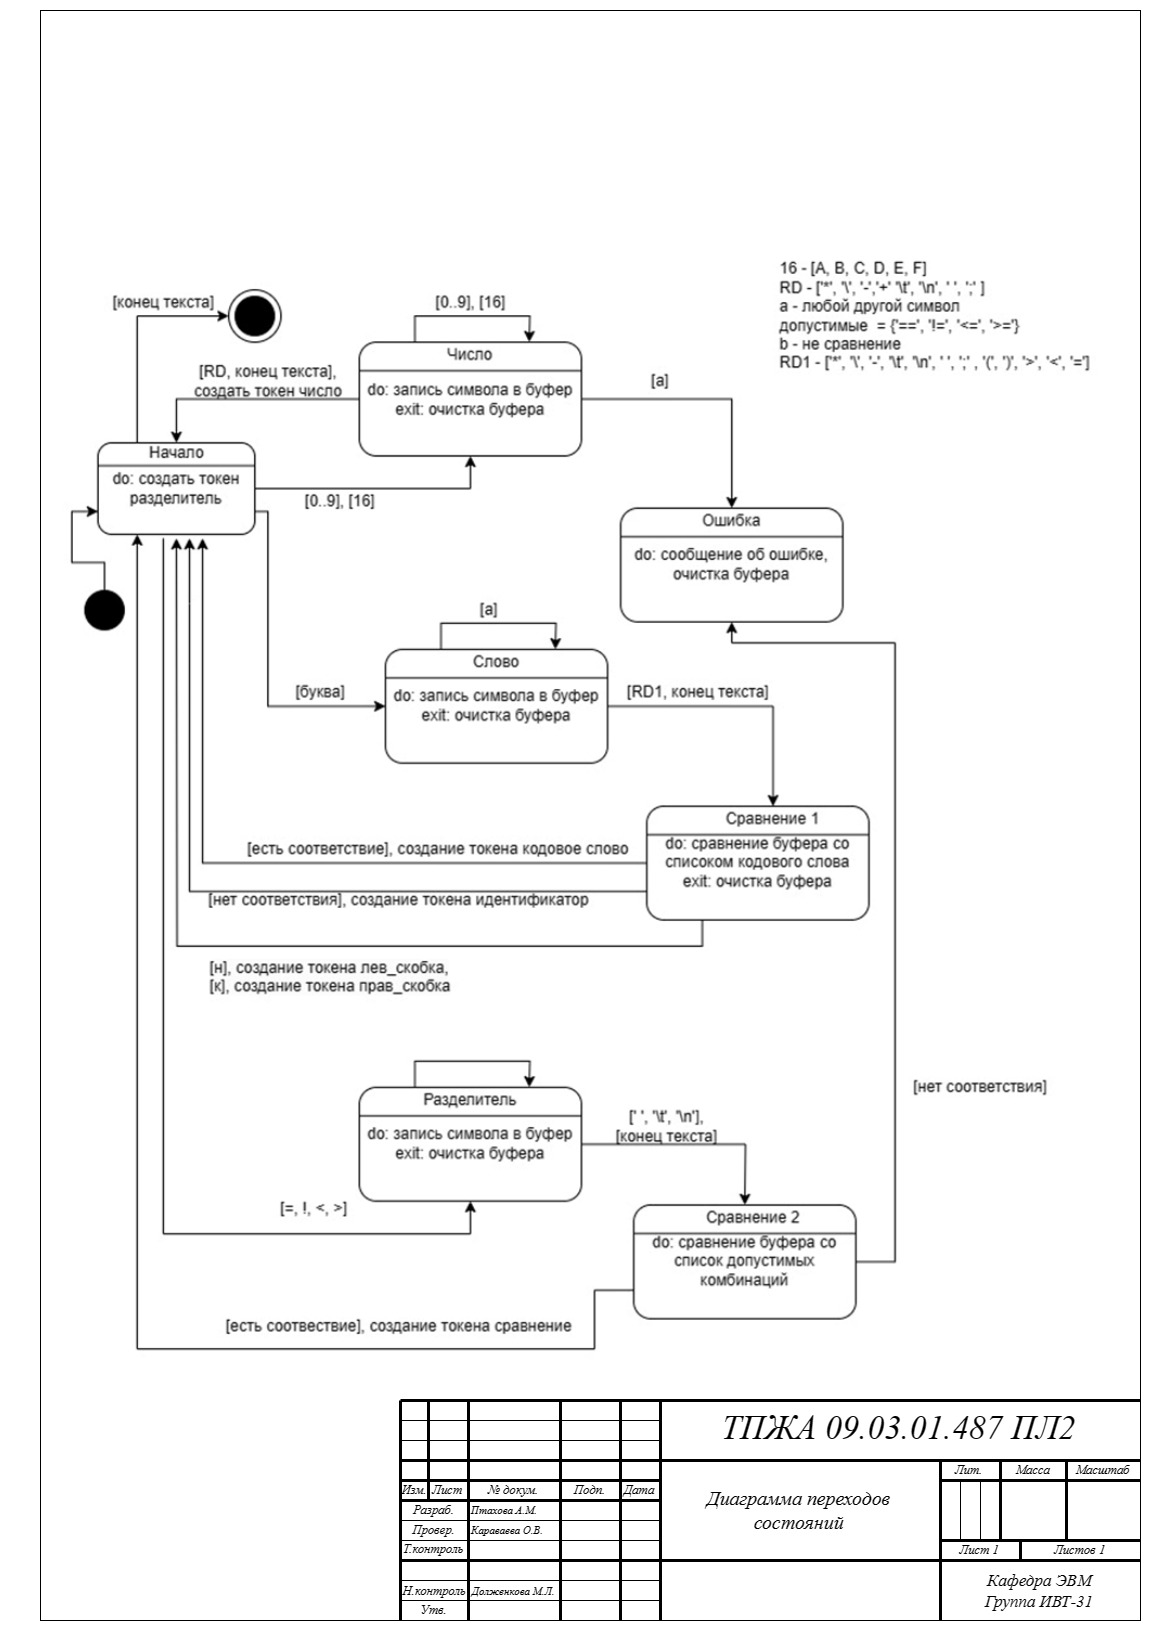 16 - [A, B, C, D, E, F]
RD - ['*', '\', '-','+' '\t', '\n', ' ', ';' ]
a - любой другой символ
допустимые = {'==', '!=', '<=', '>='}
b - не сравнение
RD1 - ['*', '\', '-', '\t', '\n', ' ', ';', '(', ')', '>', '<', '=']
[конец текста]
[0..9], [16]
Число
do: запись символа в буфер
exit: очистка буфера
[RD, конец текста],
создать токен число
[a]
Начало
do: создать токен
разделитель
[0..9], [16]
Ошибка
do: сообщение об ошибке,
очистка буфера
[a]
Слово
do: запись символа в буфер
exit: очистка буфера
[буква]
[RD1, конец текста]
Сравнение 1
do: сравнение буфера со
списоком кодового слова
exit: очистка буфера
[есть соответствие], создание токена кодовое слово
[нет соответствия], создание токена идентификатор
[н], создание токена лев_скобка,
[к], создание токена прав_скобка
[нет соответствия]
Разделитель
do: запись символа в буфер
exit: очистка буфера
[' ', '\t', '\n'],
[конец текста]
[=, !, <, >]
Сравнение 2
do: сравнение буфера со
список допустимых
комбинаций
[есть соотвествие], создание токена сравнение
ТПЖА 09.03.01.487 ПЛ2
Лит. Масса Масштаб
Изм. Лист № докум. Подп. Дата
Диаграмма переходов
состояний
Разраб. Птахова А.М.
Провер. Караваева О.В.
Т.контроль
Лист 1 Листов 1
Н.контроль Долженкова М.Л.
Утв.
Кафедра ЭВМ
Группа ИВТ-31